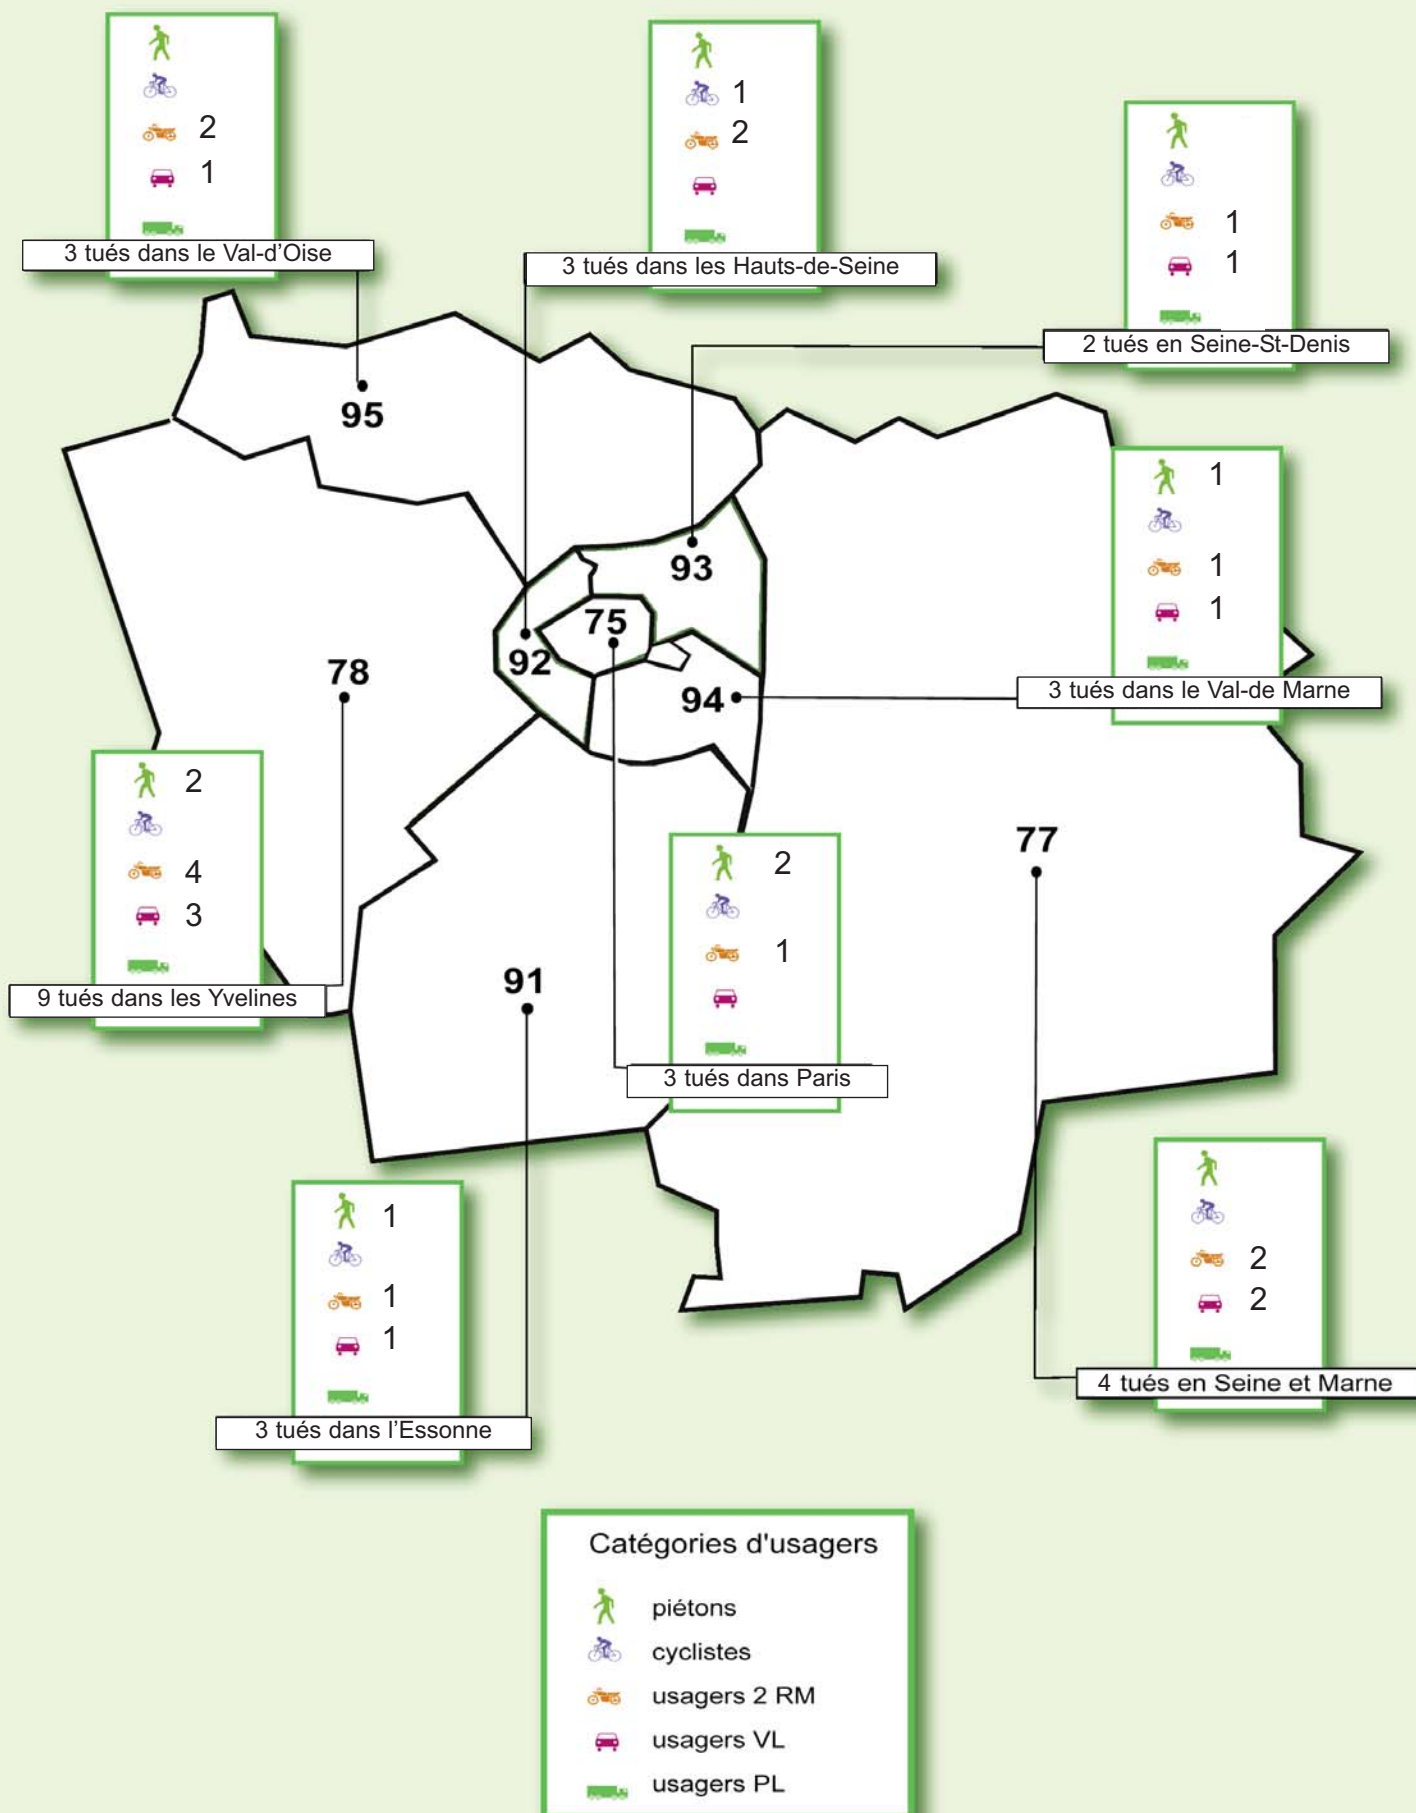 2
1
3 tués dans le Val-d'Oise
1
2
3 tués dans les Hauts-de-Seine
1
1
2 tués en Seine-St-Denis
95
93
75
92
78
94
1
1
1
3 tués dans le Val-de Marne
2
4
3
9 tués dans les Yvelines
77
91
2
1
3 tués dans Paris
1
1
1
3 tués dans l'Essonne
2
2
4 tués en Seine et Marne
Catégories d'usagers
piétons
cyclistes
usagers 2 RM
usagers VL
usagers PL